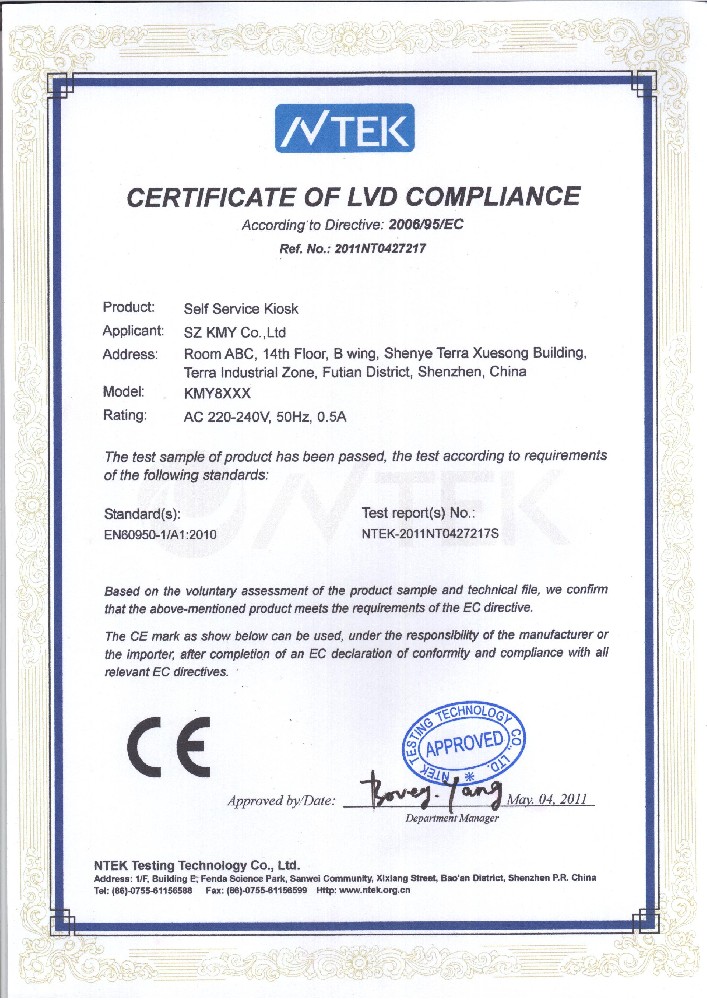 NTEK
CERTIFICATE OF LVD COMPLIANCE
According to Directive: 2006/95/EC
Ref. No.: 2011NT0427217
Product: Self Service Kiosk
Applicant: SZ KMY Co.,Ltd
Address: Room ABC, 14th Floor, B wing, Shenye Terra Xuesong Building,
Terra Industrial Zone, Futian District, Shenzhen, China
Model: KMY8XXX
Rating: AC 220-240V, 50Hz, 0.5A
The test sample of product has been passed, the test according to requirements
of the following standards:
NTEK
Standard(s): Test report(s) No.:
EN60950-1/A1:2010 NTEK-2011NT0427217S
Based on the voluntary assessment of the product sample and technical file, we confirm
that the above-mentioned product meets the requirements of the EC directive.
The CE mark as show below can be used, under the responsibility of the manufacturer or
the importer, after completion of an EC declaration of conformity and compliance with all
relevant EC directives.
CE
NTEK TESTING TECHNOLOGY CO., LTD.
APPROVED
Approved by/Date: Bovey. Yang May. 04, 2011
Department Manager
NTEK Testing Technology Co., Ltd.
Address: 1/F, Building E, Fenda Science Park, Sanwei Community, Xixiang Street, Bao'an District, Shenzhen P.R. China
Tel: (86)-0755-61156588 Fax: (86)-0755-61156599 Http: www.ntek.org.cn